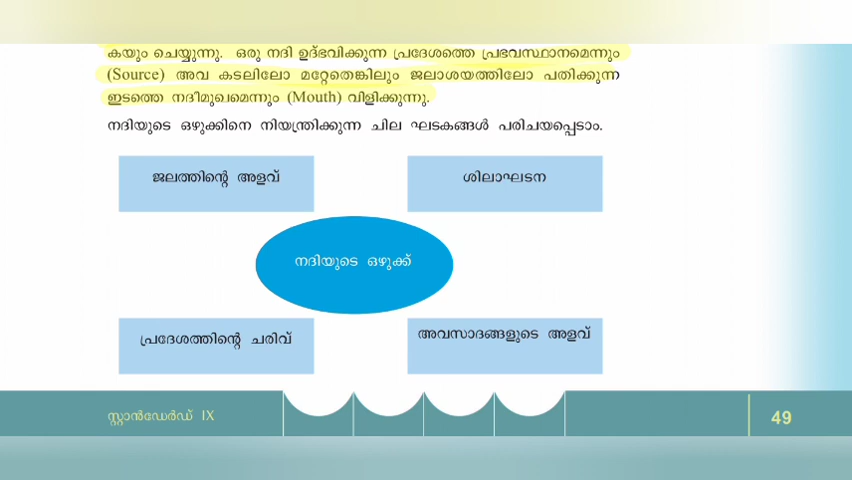 കയും ചെയ്യുന്നു. ഒരു നദി ഉദ്ഭവിക്കുന്ന പ്രദേശത്തെ പ്രഭവസ്ഥാനമെന്നും
(Source) അവ കടലിലോ മറ്റേതെങ്കിലും ജലാശയത്തിലോ പതിക്കുന്ന
ഇടത്തെ നദീമുഖമെന്നും (Mouth) വിളിക്കുന്നു.
നദിയുടെ ഒഴുക്കിനെ നിയന്ത്രിക്കുന്ന ചില ഘടകങ്ങൾ പരിചയപ്പെടാം.
ജലത്തിന്റെ അളവ്
ശിലാഘടന
നദിയുടെ ഒഴുക്ക്
പ്രദേശത്തിന്റെ ചരിവ്
അവസാദങ്ങളുടെ അളവ്
സ്റ്റാൻഡേർഡ് IX
49